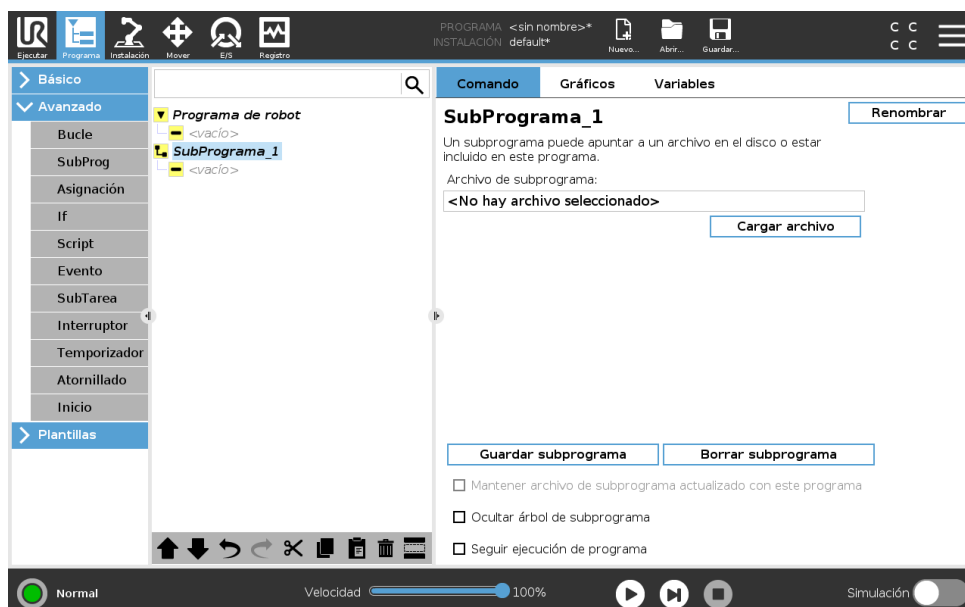 UR
PROGRAMA <sin nombre>*
INSTALACIÓN default*
Ejecutar
Programa
Instalación
Mover
E/S
Registro
Nuevo...
Abrir...
Guardar...
C C
C C
Básico
Avanzado
Bucle
SubProg
Asignación
If
Script
Evento
SubTarea
Interruptor
Temporizador
Atornillado
Inicio
Plantillas
Programa de robot
<vacío>
SubPrograma_1
<vacío>
Comando
Gráficos
Variables
SubPrograma_1
Renombrar
Un subprograma puede apuntar a un archivo en el disco o estar
incluido en este programa.
Archivo de subprograma:
<No hay archivo seleccionado>
Cargar archivo
Guardar subprograma
Borrar subprograma
Mantener archivo de subprograma actualizado con este programa
Ocultar árbol de subprograma
Seguir ejecución de programa
Normal
Velocidad
100%
Simulación